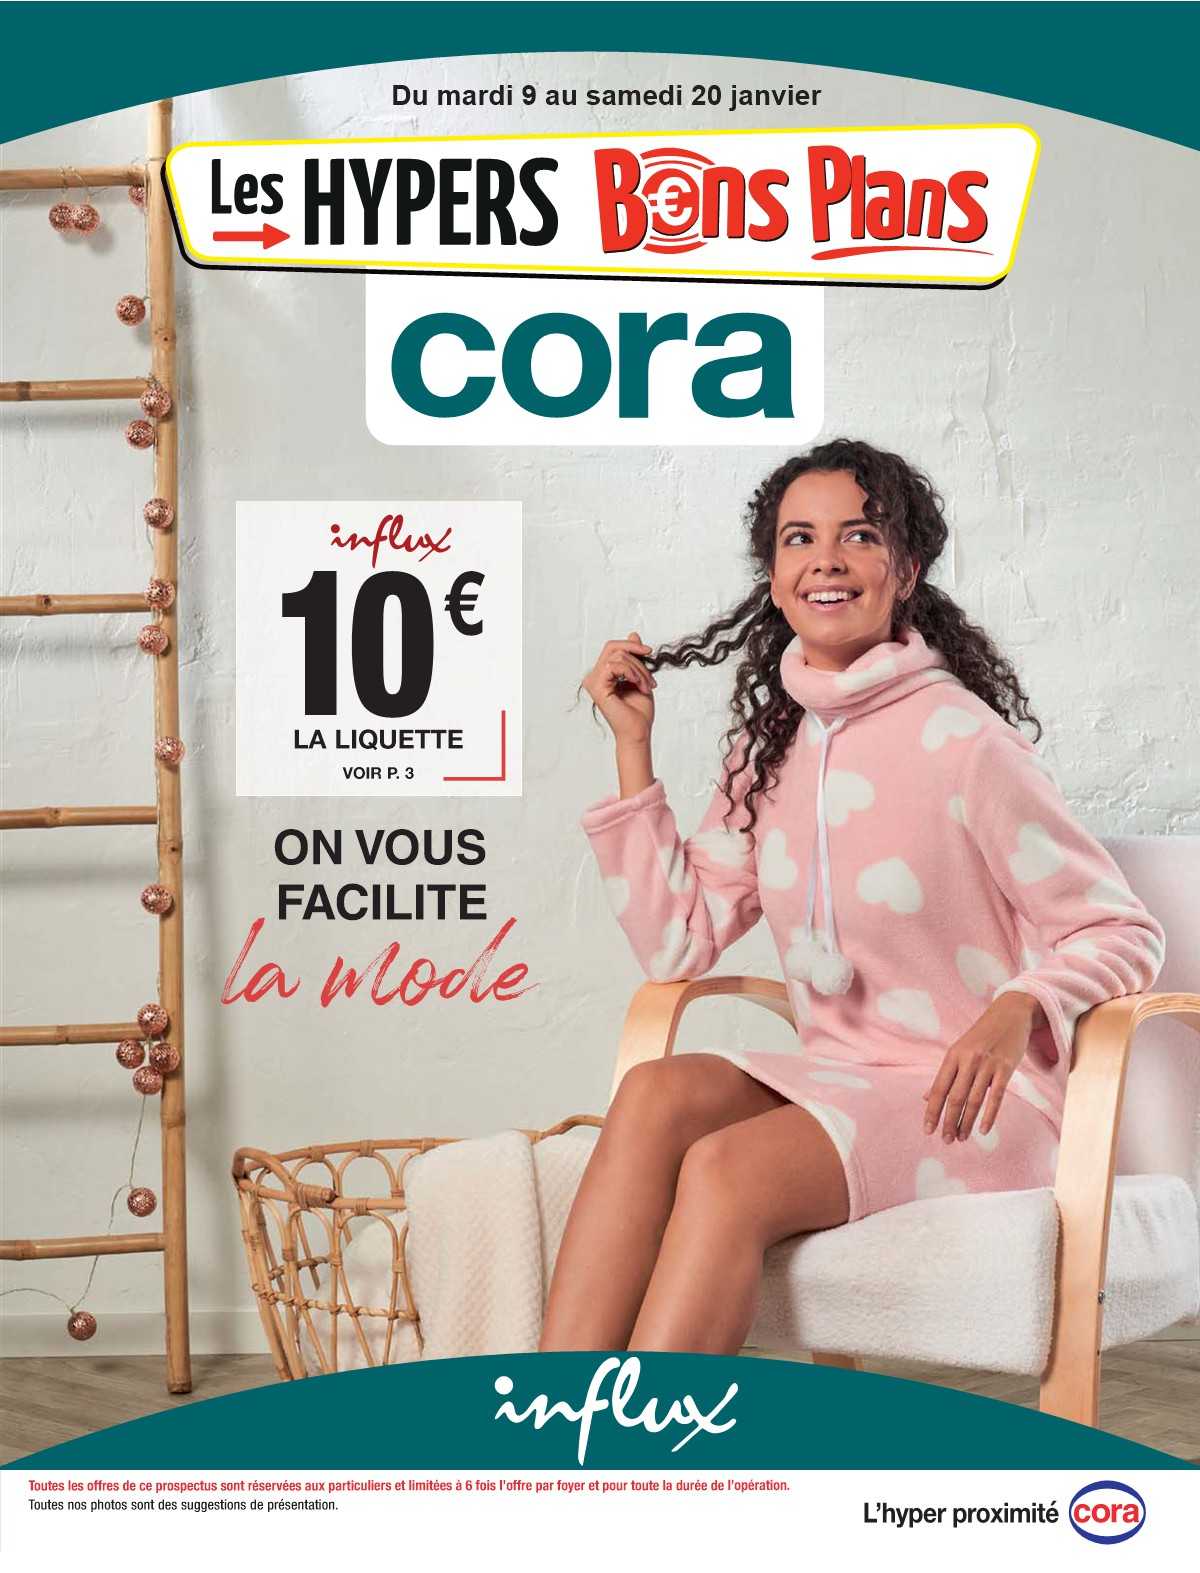 Du mardi 9 au samedi 20 janvier
Les HYPERS Bons Plans
cora
influx
10€
LA LIQUETTE
VOIR P. 3
ON VOUS
FACILITE
la mode
influx
Toutes les offres de ce prospectus sont réservées aux particuliers et limitées à 6 fois l'offre par foyer et pour toute la durée de l'opération.
Toutes nos photos sont des suggestions de présentation.
L'hyper proximité cora